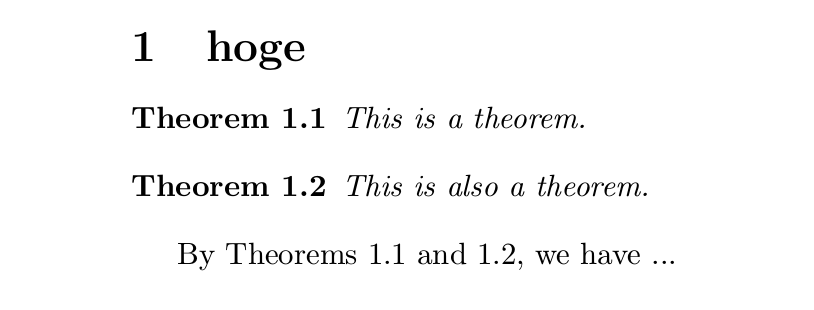 1 hoge
Theorem 1.1 This is a theorem.
Theorem 1.2 This is also a theorem.
By Theorems 1.1 and 1.2, we have ...